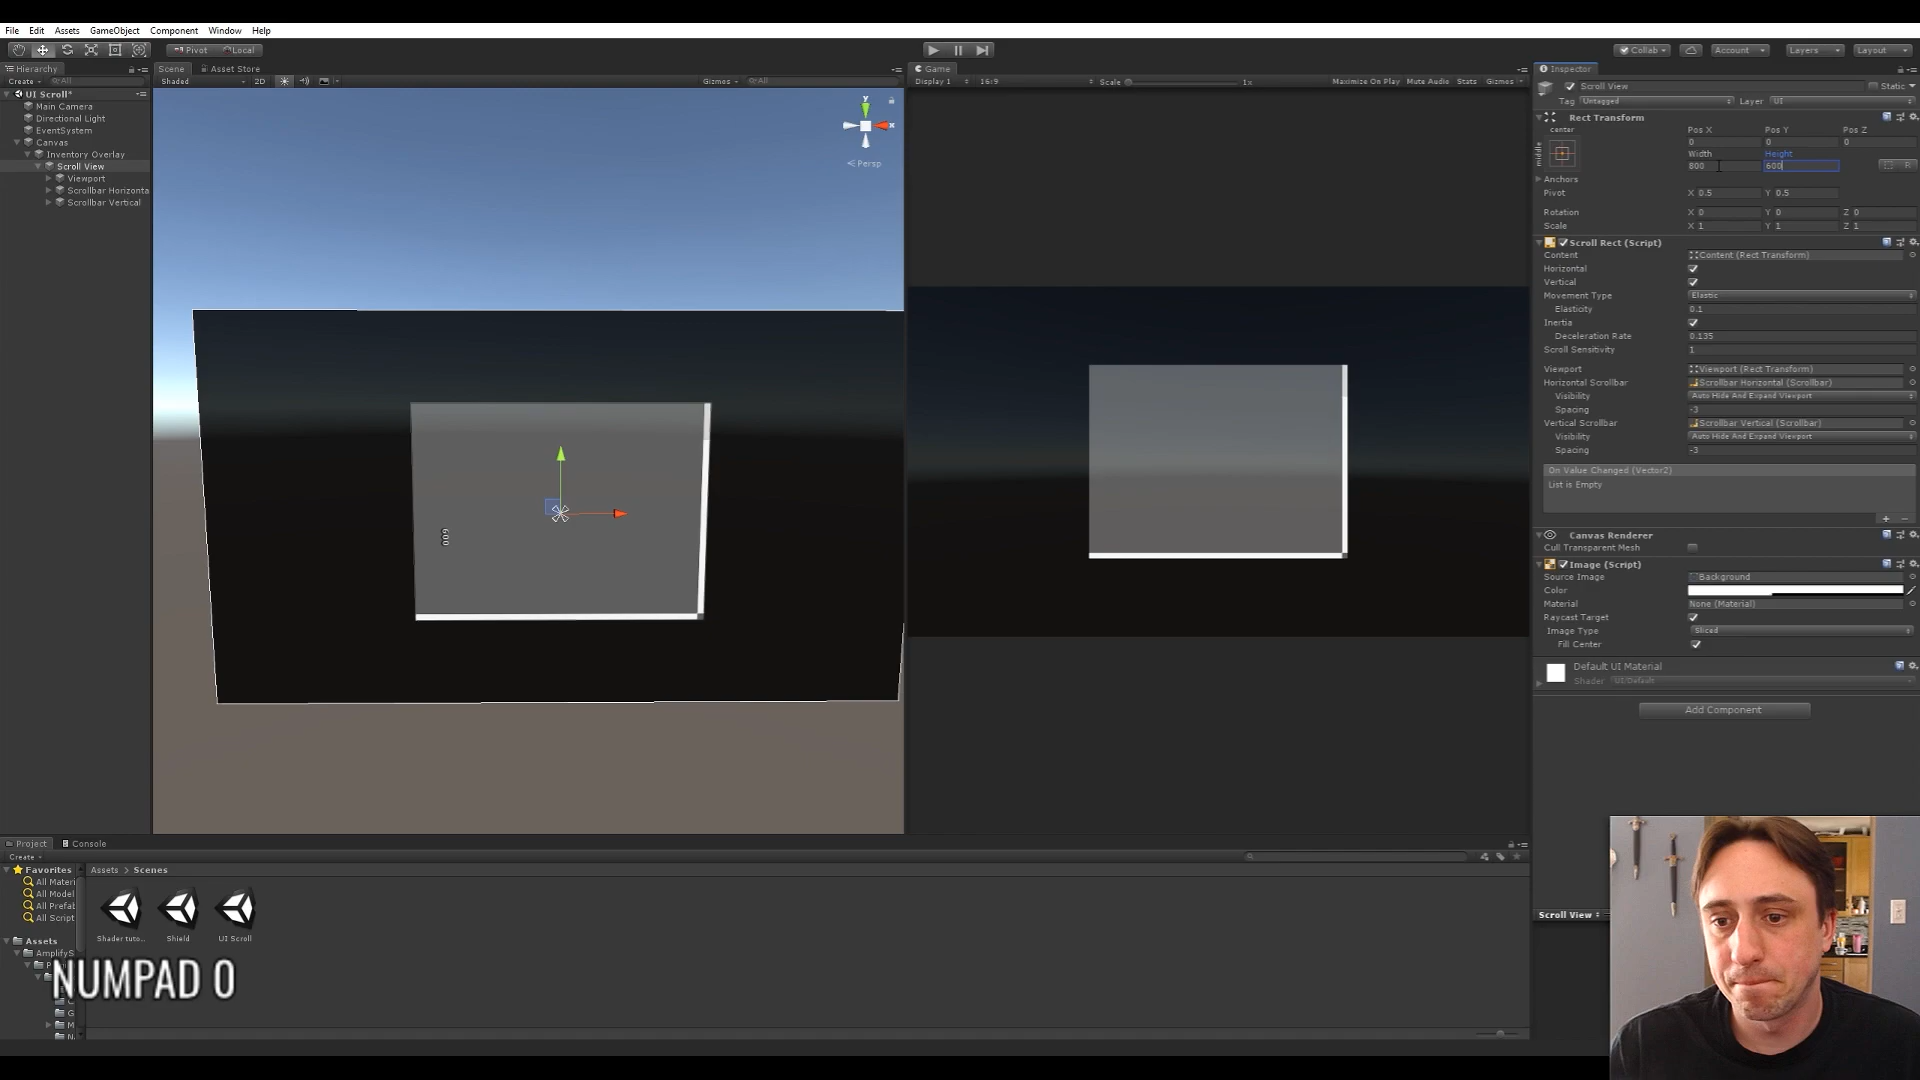 File Edit Assets GameObject Component Window Help
Pivot Local
Collab Account Layers Layout
Hierarchy
Create All
UI Scroll*
Main Camera
Directional Light
EventSystem
Canvas
Inventory Overlay
Scroll View
Viewport
Scrollbar Horizonta
Scrollbar Vertical
Scene Asset Store
Shaded 2D Gizmos All
y
x
Persp
600
Game
Display 1 16:9 Scale 1x Maximize On Play Mute Audio Stats Gizmos
Inspector
Scroll View Static
Tag Untagged Layer UI
Rect Transform
center
middle
Pos X Pos Y Pos Z
0 0 0
Width Height
800 600 R
Anchors
Pivot X 0.5 Y 0.5
Rotation X 0 Y 0 Z 0
Scale X 1 Y 1 Z 1
Scroll Rect (Script)
Content Content (Rect Transform)
Horizontal
Vertical
Movement Type Elastic
Elasticity 0.1
Inertia
Deceleration Rate 0.135
Scroll Sensitivity 1
Viewport Viewport (Rect Transform)
Horizontal Scrollbar Scrollbar Horizontal (Scrollbar)
Visibility Auto Hide And Expand Viewport
Spacing -3
Vertical Scrollbar Scrollbar Vertical (Scrollbar)
Visibility Auto Hide And Expand Viewport
Spacing -3
On Value Changed (Vector2)
List is Empty
Canvas Renderer
Cull Transparent Mesh
Image (Script)
Source Image Background
Color
Material None (Material)
Raycast Target
Image Type Sliced
Fill Center
Default UI Material
Shader UI/Default
Add Component
Scroll View
Project Console
Create
Favorites
All Materi
All Model
All Prefab
All Script
Assets
AmplifyS
Assets > Scenes
Shader tuto...
Shield
UI Scroll
NUMPAD 0